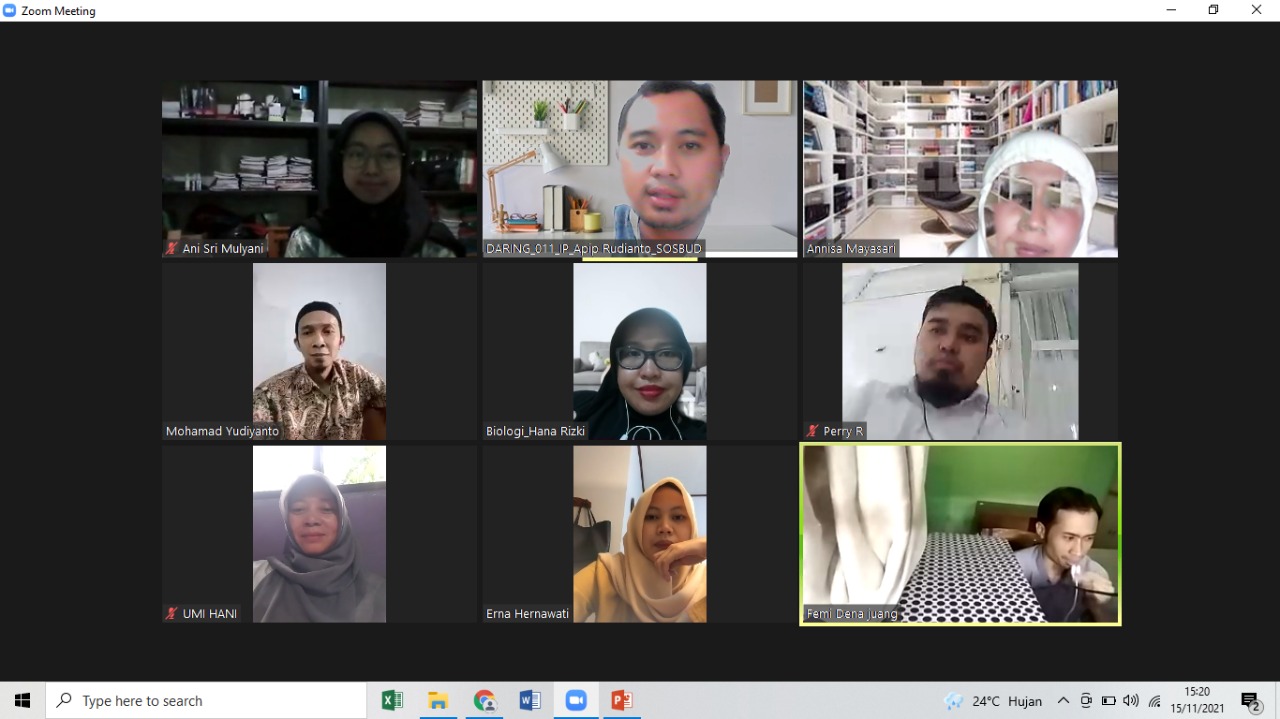 Zoom Meeting
Ani Sri Mulyani
DARING_011_IP_Apip Rudianto_SOSBUD
Annisa Mayasari
Mohamad Yudiyanto
Biologi_Hana Rizki
Perry R
UMI HANI
Erna Hernawati
Femi Dena juang
Type here to search
24°C Hujan
15:20
15/11/2021
2